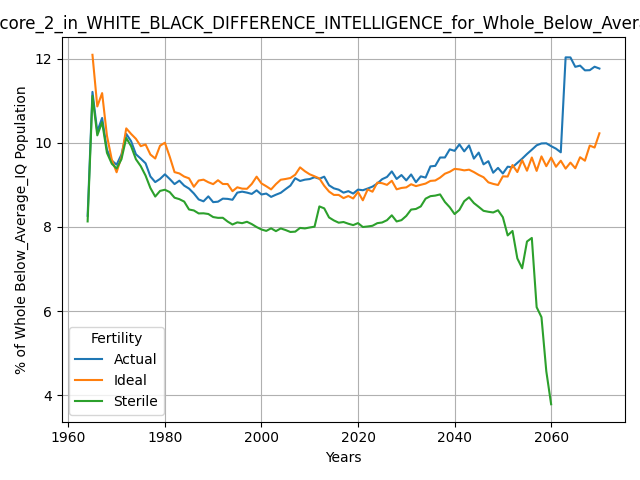 core_2_in_WHITE_BLACK_DIFFERENCE_INTELLIGENCE_for_Whole_Below_Avera
% of Whole Below_Average_IQ Population
12
10
8
6
4
Fertility
Actual
Ideal
Sterile
1960 1980 2000 2020 2040 2060
Years